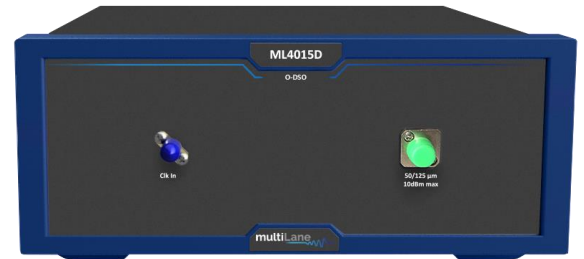 ML4015D
O-DSO
Clk In
50/125 µm
10dBm max
multiLane